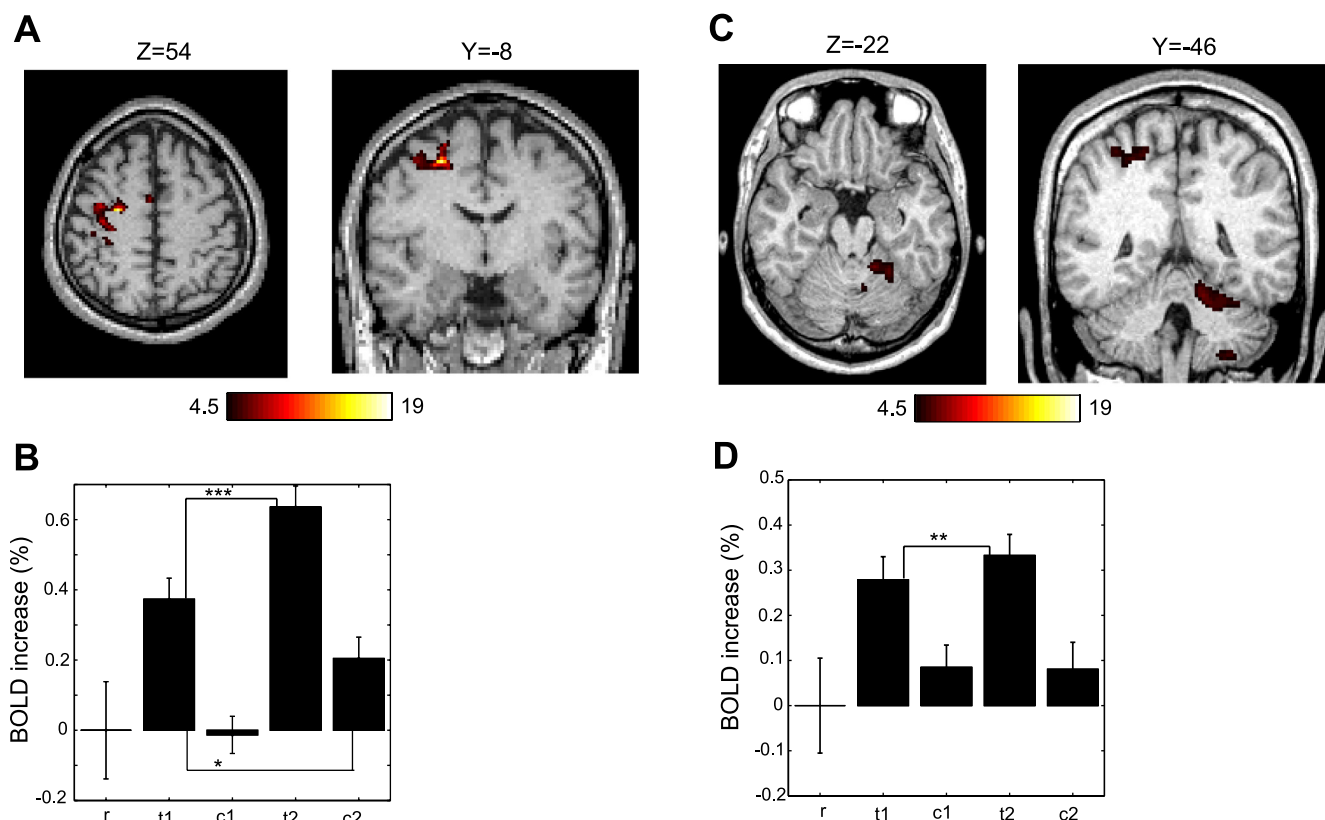 A
Z=54
Y=-8
4.5
19
B
BOLD increase (%)
0.6
0.4
0.2
0
-0.2
***
*
r
t1
c1
t2
c2
C
Z=-22
Y=-46
4.5
19
D
BOLD increase (%)
0.5
0.4
0.3
0.2
0.1
0
-0.1
-0.2
**
r
t1
c1
t2
c2